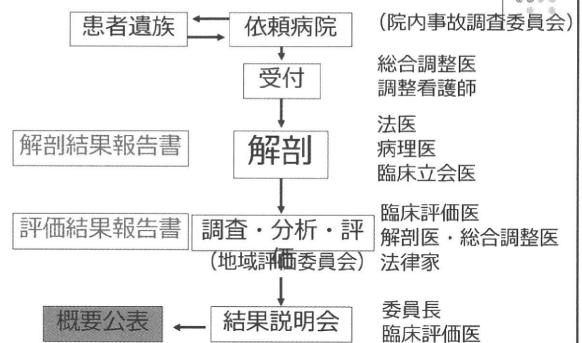 患者遺族
依頼病院
(院内事故調査委員会)
受付
総合調整医
調整看護師
解剖結果報告書
解剖
法医
病理医
臨床立会医
評価結果報告書
調査・分析・評
価
(地域評価委員会)
臨床評価医
解剖医・総合調整医
法律家
概要公表
結果説明会
委員長
臨床評価医